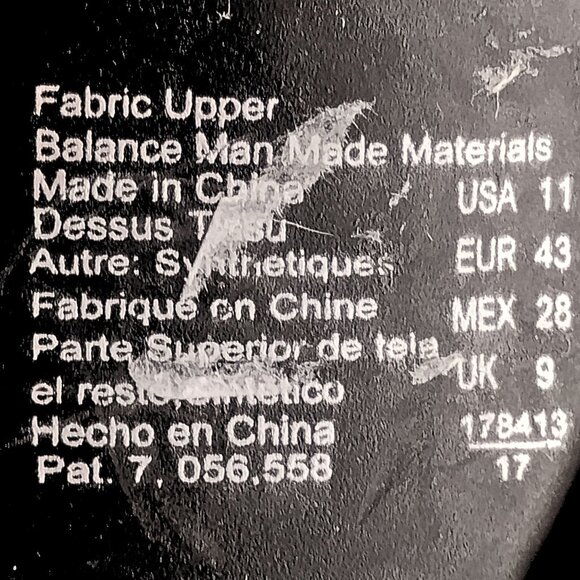 Fabric Upper
Balance Man Made Materials
Made in China
Dessus Tissu
Autre: Synthetiques
Fabrique en Chine
Parte Superior de tela
el resto, sintetico
Hecho en China
Pat. 7, 056,558
USA 11
EUR 43
MEX 28
UK 9
178413
17